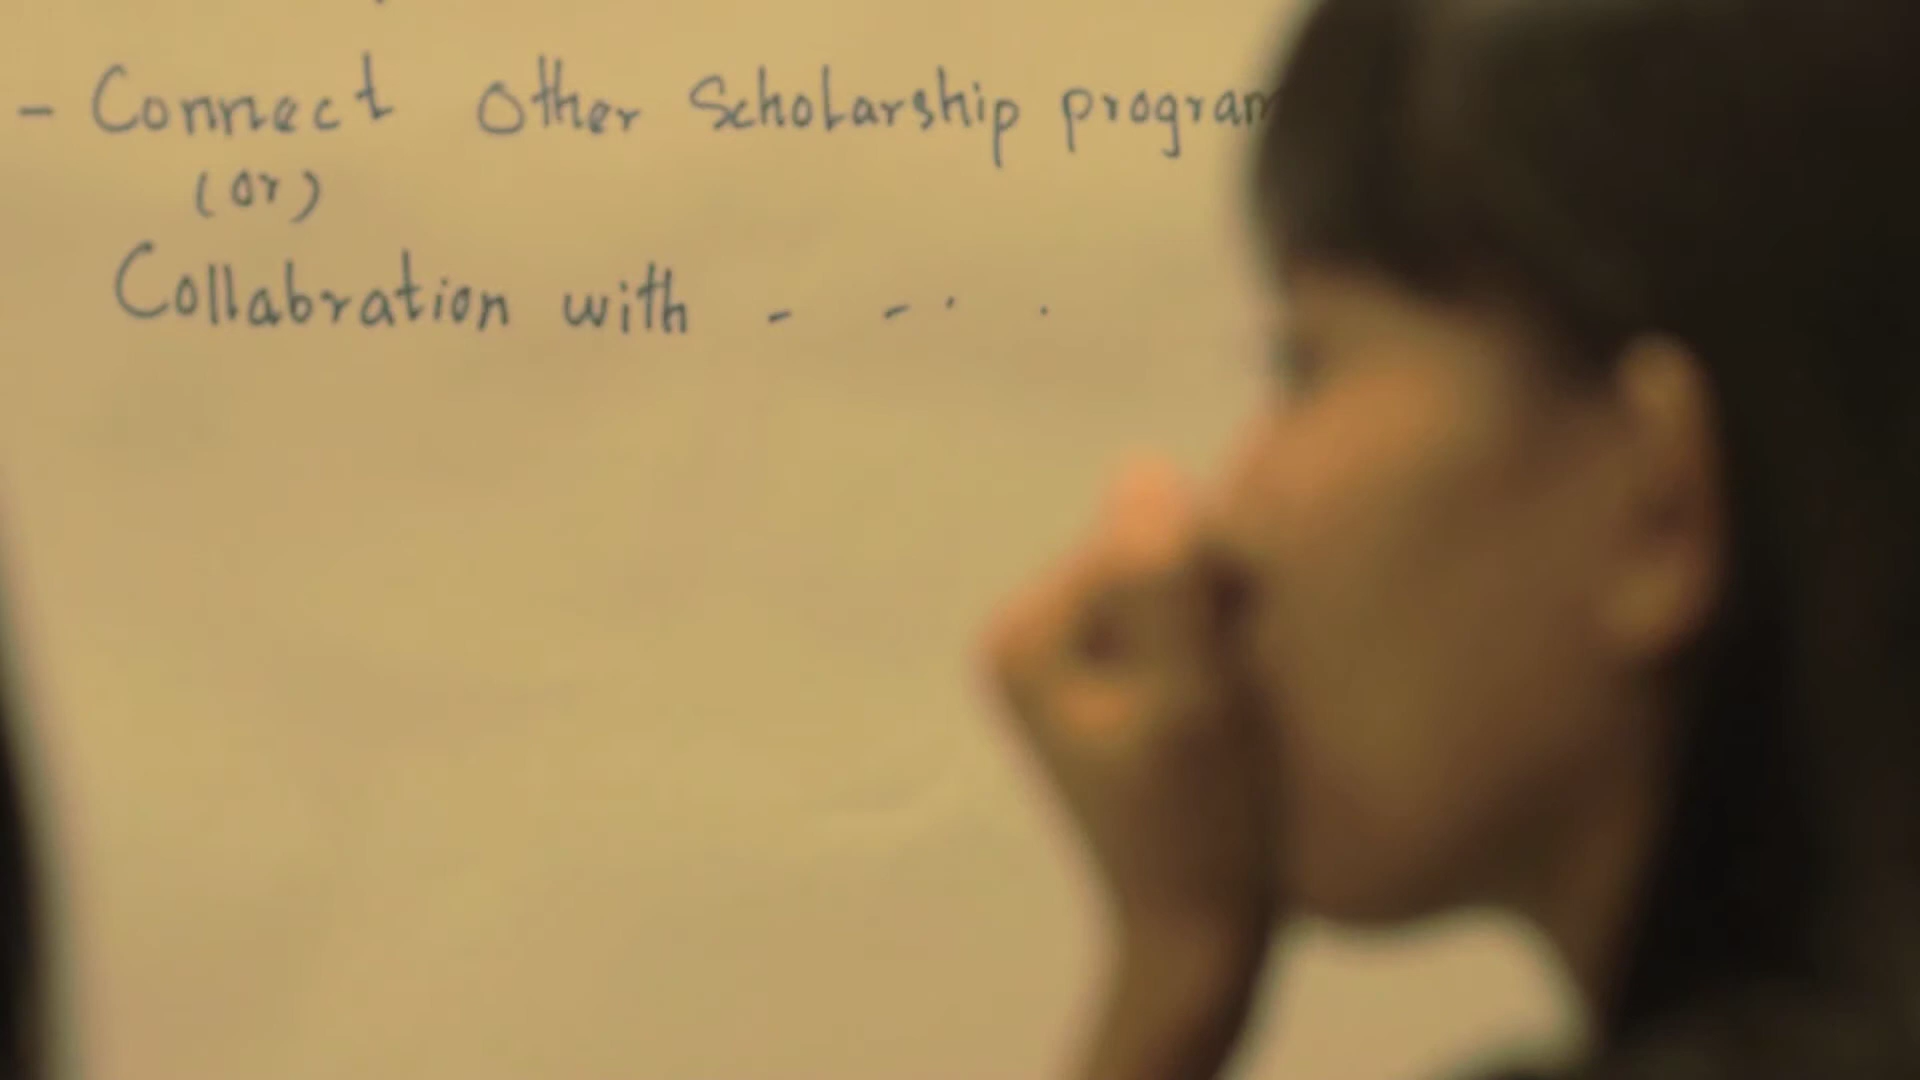 - Connect Other Scholarship program
(Or)
Collabration with - - . .